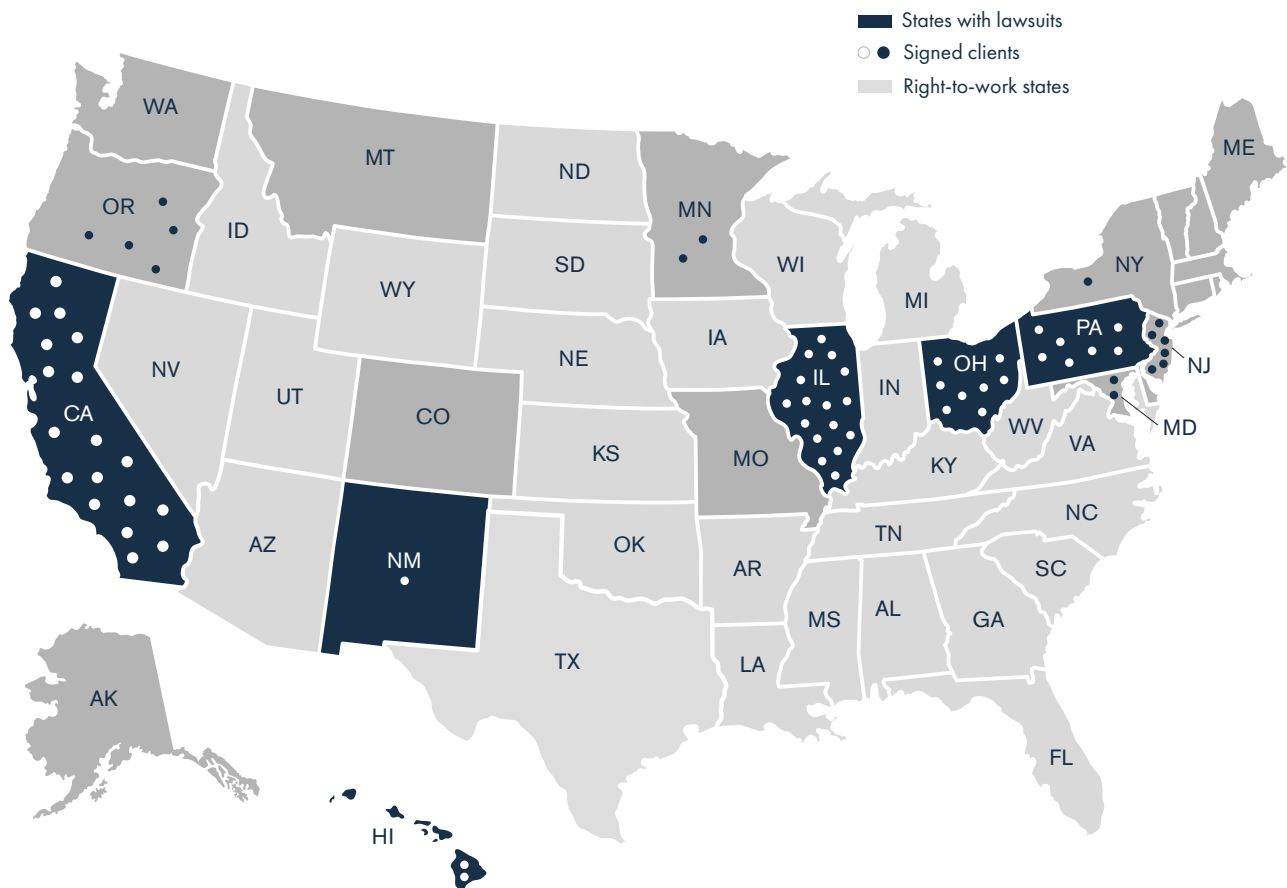 States with lawsuits
Signed clients
Right-to-work states
WA
MT
ND
MN
ME
OR
ID
SD
WI
NY
WY
MI
IA
PA
NE
NV
IL
OH
NJ
UT
IN
CO
CA
WV
MD
KS
MO
KY
VA
NC
TN
AZ
OK
NM
AR
SC
MS
AL
GA
TX
LA
AK
FL
HI